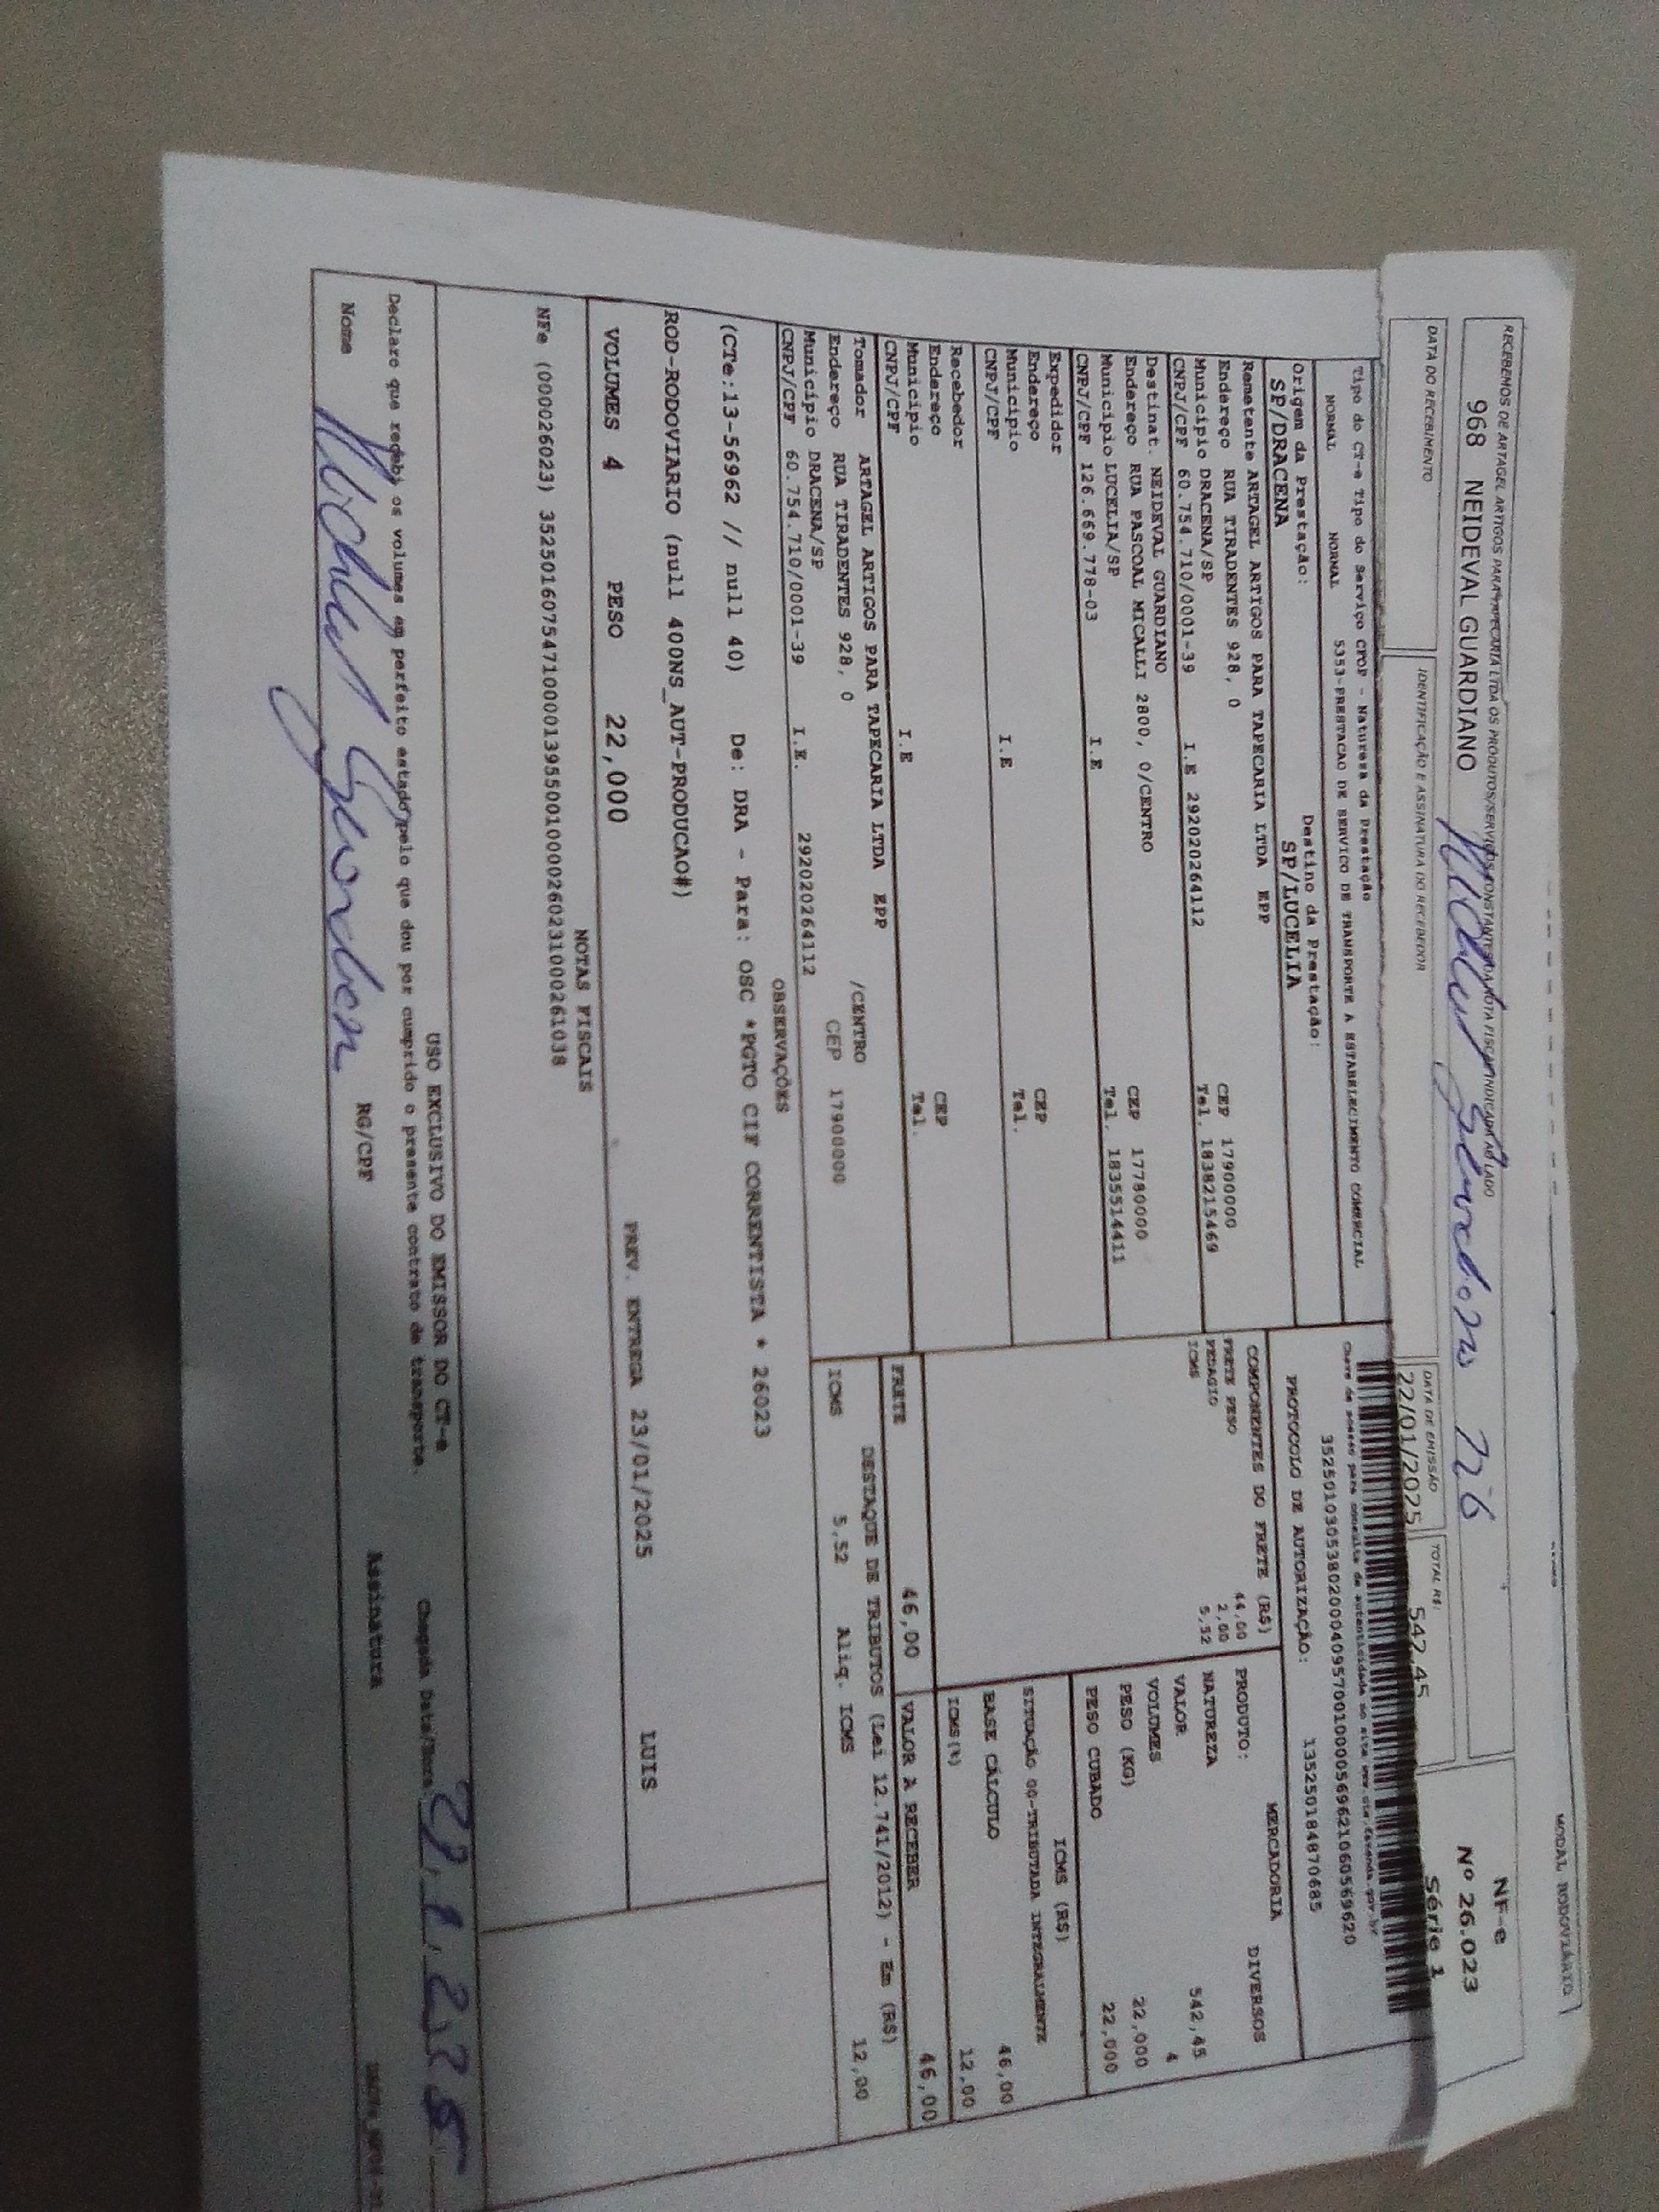 MODAL RODOVIÁRIO
RECEBEMOS DE ARTAGEL ARTIGOS PARA TAPECARIA LTDA OS PRODUTOS/SERVIÇOS CONSTANTES DA NOTA FISCAL INDICADA AO LADO
968 NEIDEVAL GUARDIANO
NF-e
Nº 26.023
Série 1
DATA DO RECEBIMENTO
IDENTIFICAÇÃO E ASSINATURA DO RECEBEDOR
DATA DE EMISSÃO
22/01/2025
TOTAL R$:
542,45
Tipo do CT-e Tipo do Serviço CFOP - Natureza da Prestação
NORMAL NORMAL 5353-PRESTACAO DE SERVICO DE TRANSPORTE A ESTABELECIMENTO COMERCIAL
Chave de acesso para consulta de autenticidade no site www.cte.fazenda.gov.br
Origem da Prestação: Destino da Prestação:
SP/DRACENA SP/LUCELIA
PROTOCOLO DE AUTORIZAÇÃO: 135250184870685
Remetente ARTAGEL ARTIGOS PARA TAPECARIA LTDA EPP
Endereço RUA TIRADENTES 928, 0 CEP 17900000
Município DRACENA/SP Tel. 1838215469
CNPJ/CPF 60.754.710/0001-39 I.E 292020264112
Destinat. NEIDEVAL GUARDIANO
Endereço RUA PASCOAL MICALLI 2800, 0/CENTRO CEP 17780000
Município LUCELIA/SP Tel. 1835514411
CNPJ/CPF 126.669.778-03 I.E
Expedidor
Endereço CEP
Município Tel.
CNPJ/CPF I.E
Recebedor
Endereço CEP
Município Tel.
CNPJ/CPF I.E
COMPONENTES DO FRETE (R$)
FRETE PESO 44,00
PEDAGIO 2,00
ICMS 5,52
MERCADORIA
PRODUTO: DIVERSOS
NATUREZA
VALOR 542,45
VOLUMES 4
PESO (KG) 22,000
PESO CUBADO 22,000
ICMS (R$)
SITUAÇÃO 00-TRIBUTADA INTEGRALMENTE
BASE CÁLCULO 46,00
ICMS(%) 12,00
FRETE 46,00 VALOR A RECEBER 46,00
Tomador ARTAGEL ARTIGOS PARA TAPECARIA LTDA EPP
Endereço RUA TIRADENTES 928, 0 /CENTRO
Município DRACENA/SP CEP 17900000
CNPJ/CPF 60.754.710/0001-39 I.E. 292020264112
DESTAQUE DE TRIBUTOS (Lei 12.741/2012) - Em (R$)
ICMS 5,52 Aliq. ICMS 12,00
OBSERVAÇÕES
(CTe:13-56962 // null 40) De: DRA - Para: OSC *PGTO CIF CORRENTISTA * 26023
ROD-RODOVIARIO (null 400NS_AUT-PRODUCAO#)
VOLUMES 4 PESO 22,000 PREV. ENTREGA 23/01/2025 LUIS
NOTAS FISCAIS
NFe (000026023)
USO EXCLUSIVO DO EMISSOR DO CT-e
Declaro que recebi os volumes em perfeito estado pelo que dou por cumprido o presente contrato de transporte. Chegada Data/Hora
Nome RG/CPF Assinatura